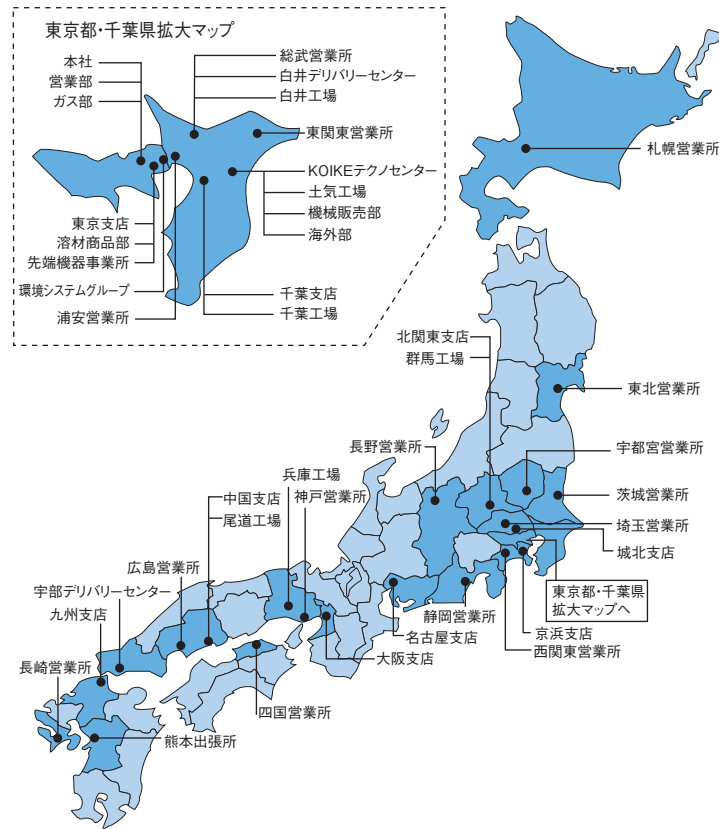 東京都・千葉県拡大マップ
本社
営業部
ガス部
総武営業所
白井デリバリーセンター
白井工場
東関東営業所
KOIKEテクノセンター
土気工場
機械販売部
海外部
東京支店
溶材商品部
先端機器事業所
環境システムグループ
浦安営業所
千葉支店
千葉工場
札幌営業所
北関東支店
群馬工場
東北営業所
長野営業所
宇都宮営業所
兵庫工場
神戸営業所
茨城営業所
中国支店
尾道工場
埼玉営業所
城北支店
広島営業所
宇部デリバリーセンター
九州支店
東京都・千葉県
拡大マップへ
静岡営業所
京浜支店
名古屋支店
西関東営業所
大阪支店
長崎営業所
四国営業所
熊本出張所